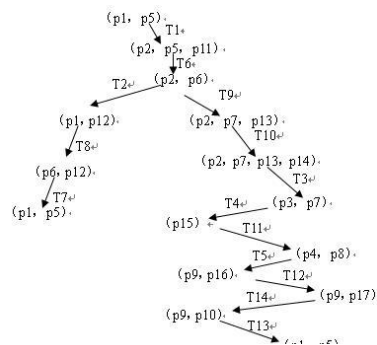 (p1, p5)
T1
(p2, p5, p11)
T6
(p2, p6)
T2
T9
(p1, p12)
(p2, p7, p13)
T8
T10
(p6, p12)
(p2, p7, p13, p14)
T7
T3
(p1, p5)
T4
(p3, p7)
(p15)
T11
T5
(p4, p8)
(p9, p16)
T12
T14
(p9, p17)
(p9, p10)
T13
(p1, p5)